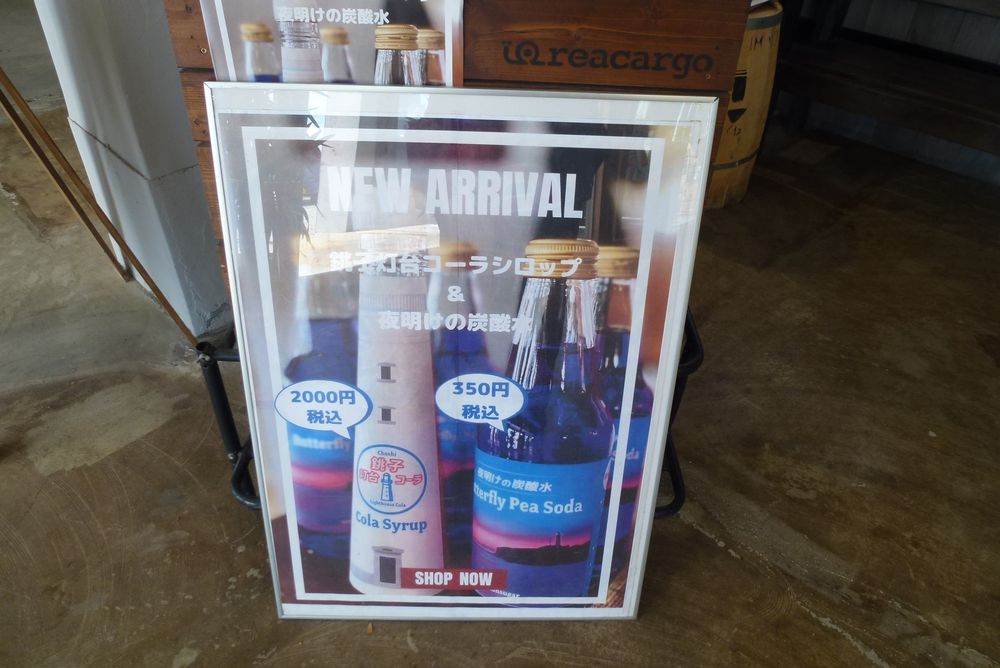 夜明けの炭酸水
reacargo
NEW ARRIVAL
銚子灯台コーラシロップ
&
夜明けの炭酸水
2000円
税込
350円
税込
Butterfly
Choshi
銚子
灯台コーラ
Lighthouse Cola
Cola Syrup
夜明けの炭酸水
tterfly Pea Soda
da
SHOP NOW